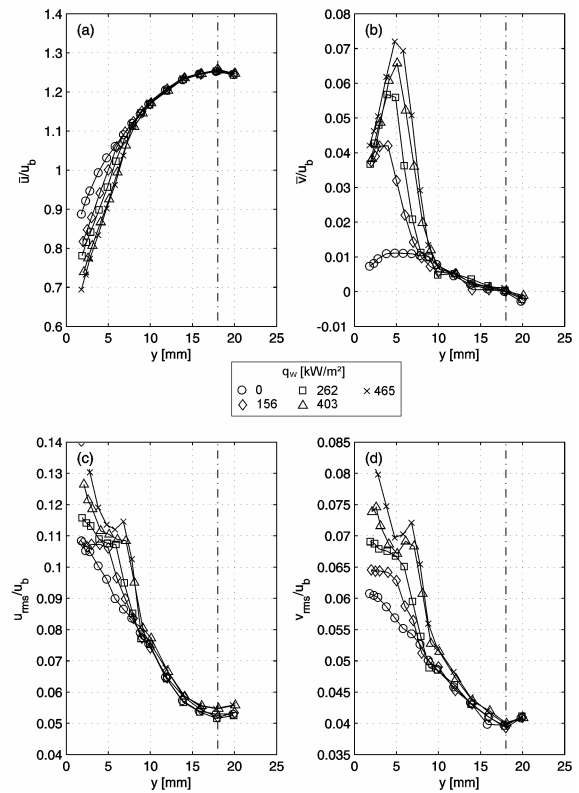 (a)
1.4
1.3
1.2
1.1
1
0.9
0.8
0.7
0.6
ū/u_b
0 5 10 15 20 25
y [mm]
(b)
0.08
0.07
0.06
0.05
0.04
0.03
0.02
0.01
0
-0.01
v̄/u_b
0 5 10 15 20 25
y [mm]
q_w [kW/m²]
0 262 465
156 403
(c)
0.14
0.13
0.12
0.11
0.1
0.09
0.08
0.07
0.06
0.05
0.04
u_rms/u_b
0 5 10 15 20 25
y [mm]
(d)
0.085
0.08
0.075
0.07
0.065
0.06
0.055
0.05
0.045
0.04
0.035
v_rms/u_b
0 5 10 15 20 25
y [mm]